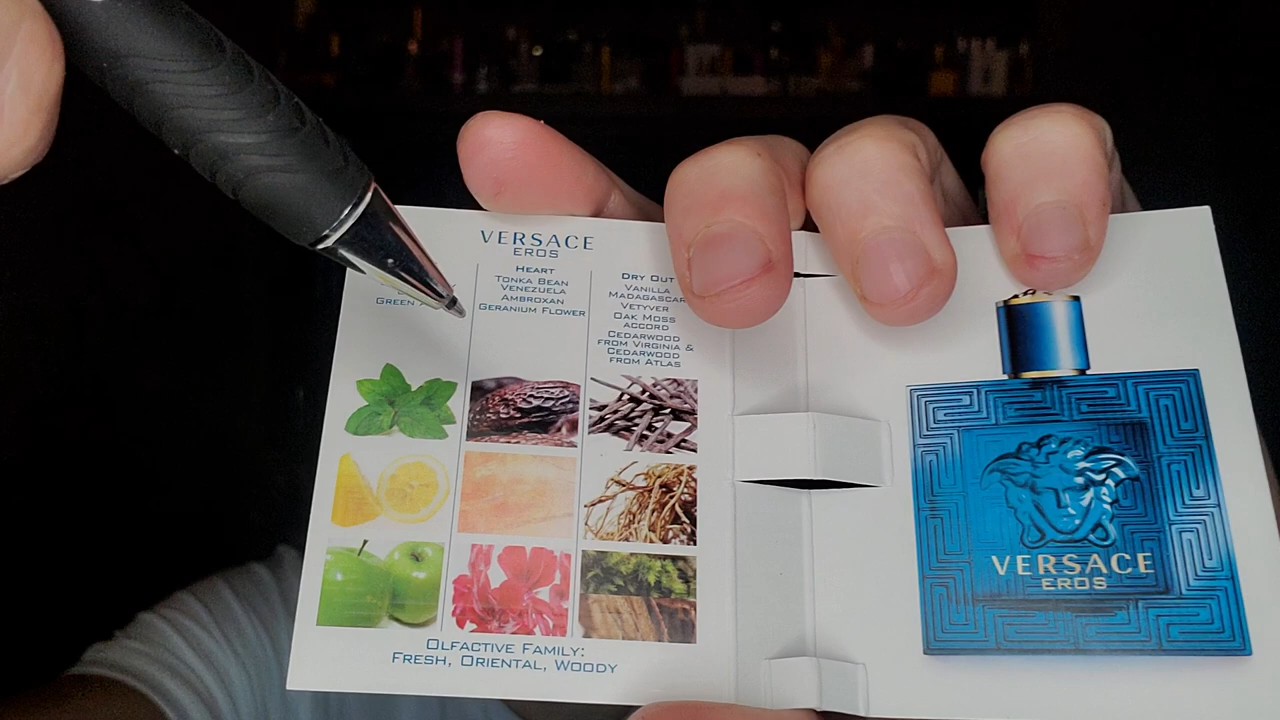 VERSACE
EROS
GREEN
HEART
TONKA BEAN
VENEZUELA
AMBROXAN
GERANIUM FLOWER
DRY OUT
VANILLA
MADAGASCAR
VETYVER
OAK MOSS
ACCORD
CEDARWOOD
FROM VIRGINIA &
CEDARWOOD
FROM ATLAS
OLFACTIVE FAMILY:
FRESH, ORIENTAL, WOODY
VERSACE
EROS